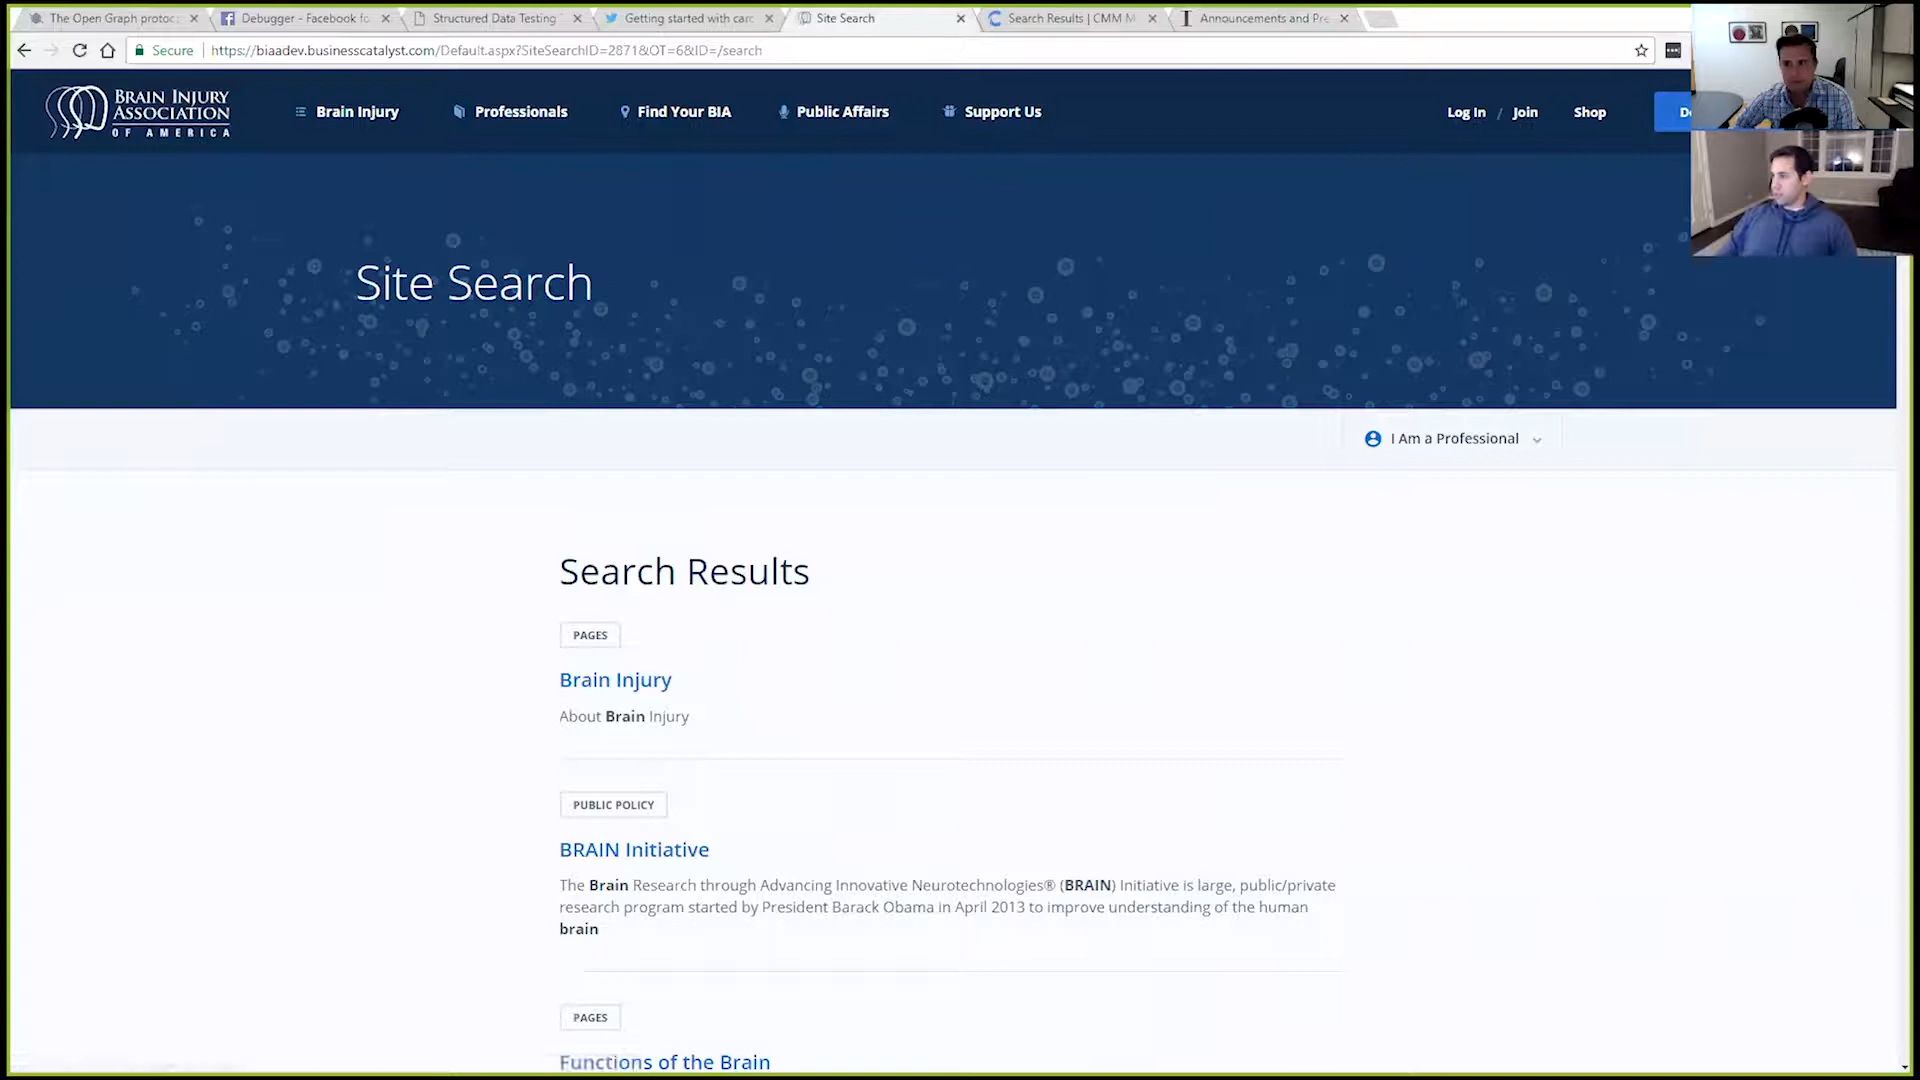 The Open Graph protoc
Debugger - Facebook fo
Structured Data Testing
Getting started with card
Site Search
Search Results | CMM M
Announcements and Pre
Secure
https://biaadev.businesscatalyst.com/Default.aspx?SiteSearchID=2871&OT=6&ID=/search
BRAIN INJURY
ASSOCIATION
OF AMERICA
Brain Injury
Professionals
Find Your BIA
Public Affairs
Support Us
Log In / Join
Shop
Site Search
I Am a Professional
Search Results
PAGES
Brain Injury
About Brain Injury
PUBLIC POLICY
BRAIN Initiative
The Brain Research through Advancing Innovative Neurotechnologies® (BRAIN) Initiative is large, public/private
research program started by President Barack Obama in April 2013 to improve understanding of the human
brain
PAGES
Functions of the Brain